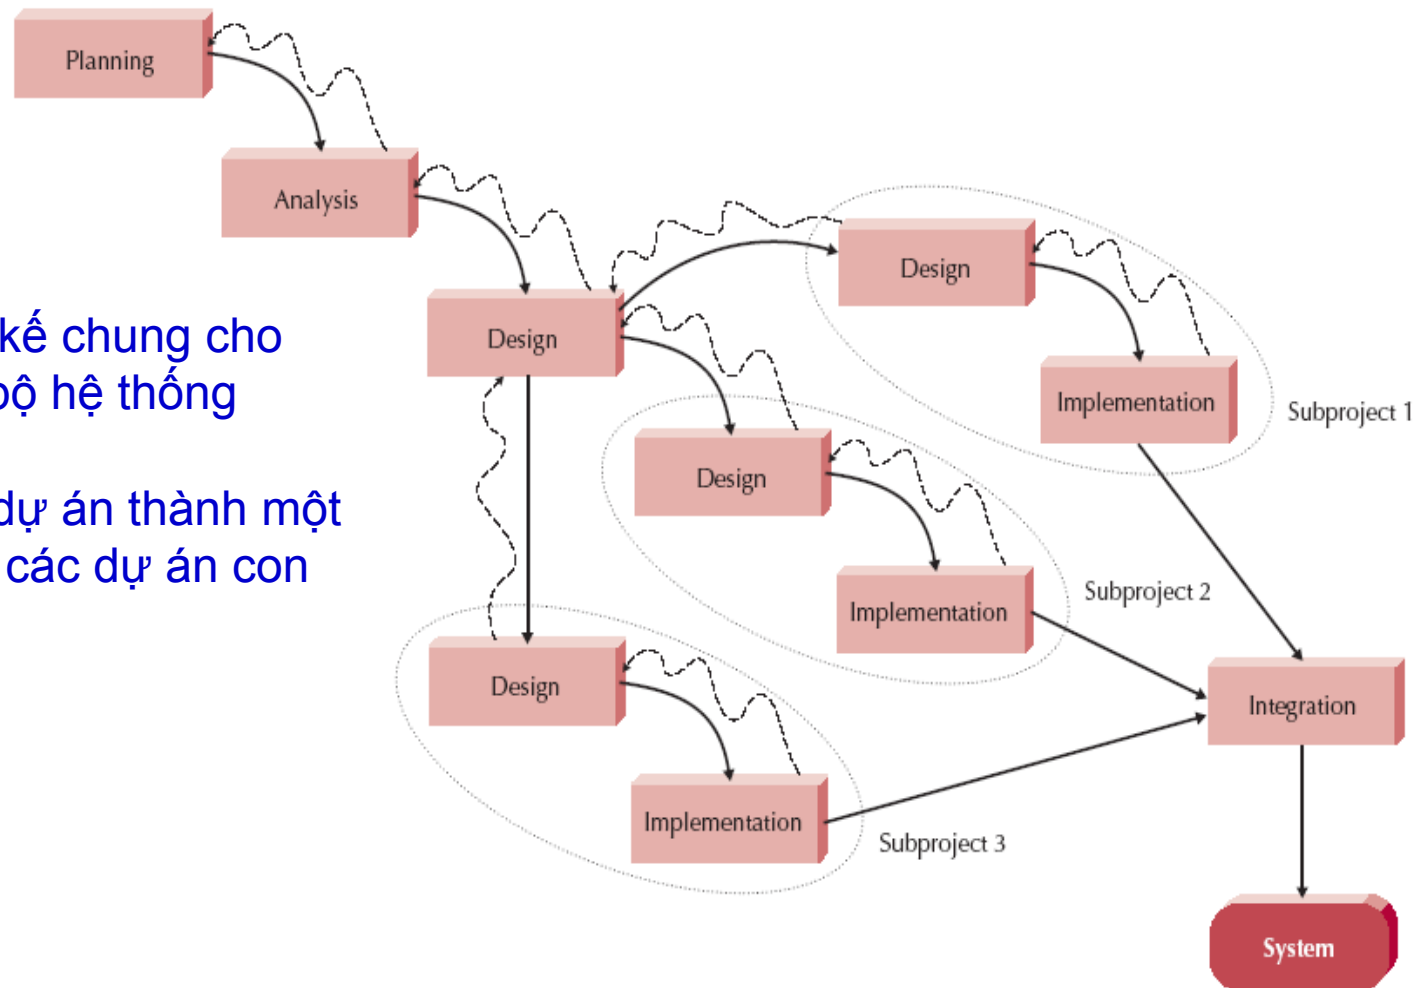 Planning
Analysis
Design
Design
kế chung cho
bộ hệ thống
Implementation
Subproject 1
Design
dự án thành một
các dự án con
Implementation
Subproject 2
Design
Integration
Implementation
Subproject 3
System